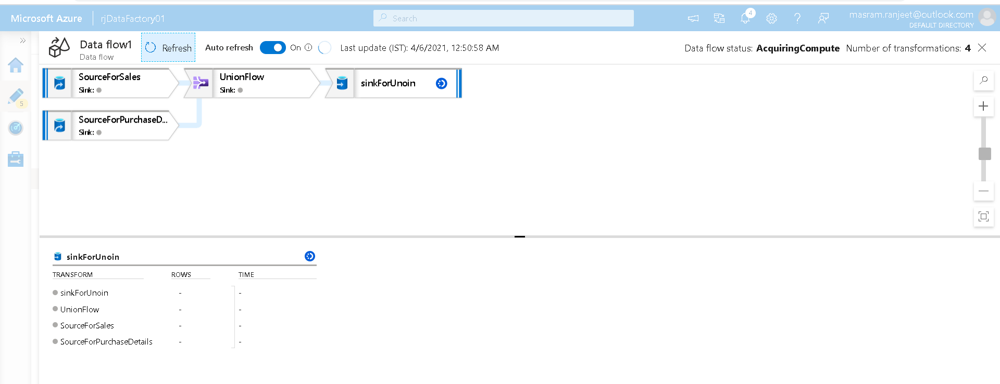 Microsoft Azure
rjDataFactory01
Search
4
masram.ranjeet@outlook.com
DEFAULT DIRECTORY
Data flow1
Data flow
Refresh
Auto refresh
On
Last update (IST): 4/6/2021, 12:50:58 AM
Data flow status: AcquiringCompute Number of transformations: 4
5
SourceForSales
Sink:
UnionFlow
Sink:
sinkForUnoin
SourceForPurchaseD...
Sink:
sinkForUnoin
TRANSFORM ROWS TIME
sinkForUnoin - -
UnionFlow - -
SourceForSales - -
SourceForPurchaseDetails - -